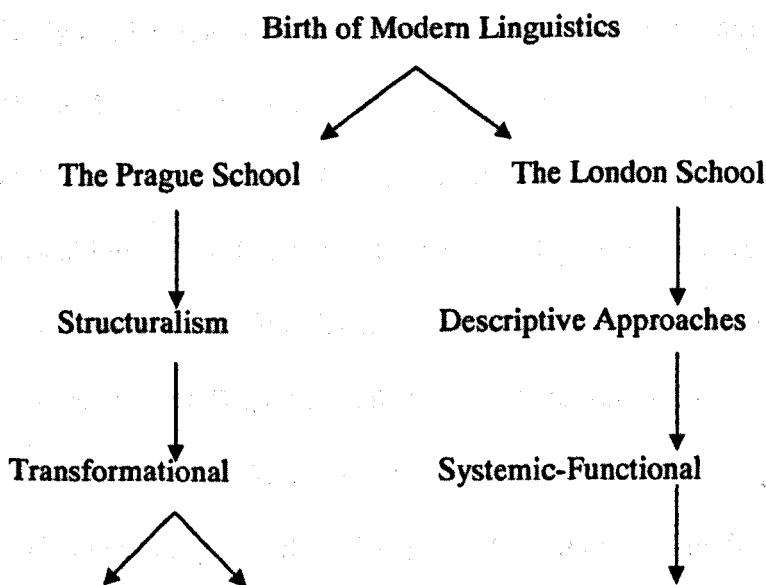 Birth of Modern Linguistics
The Prague School
The London School
Structuralism
Descriptive Approaches
Transformational
Systemic-Functional